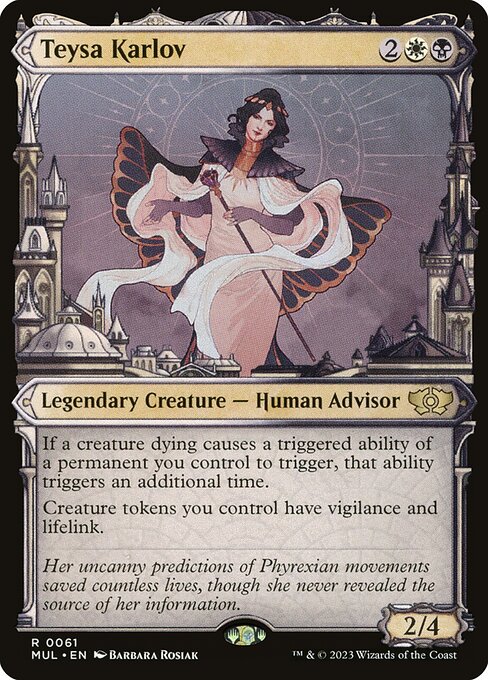 Teysa Karlov 2
Legendary Creature — Human Advisor
If a creature dying causes a triggered ability of
a permanent you control to trigger, that ability
triggers an additional time.
Creature tokens you control have vigilance and
lifelink.
Her uncanny predictions of Phyrexian movements
saved countless lives, though she never revealed the
source of her information.
2/4
R 0061
MUL • EN Barbara Rosiak
™ & © 2023 Wizards of the Coast